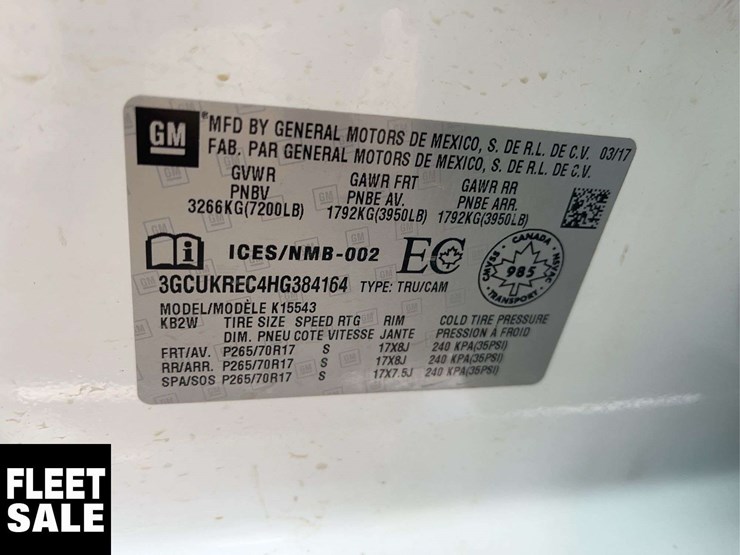 GM
MFD BY GENERAL MOTORS DE MEXICO, S. DE R.L. DE C.V. 03/17
FAB. PAR GENERAL MOTORS DE MEXICO, S. DE R.L. DE C.V.
GVWR GAWR FRT GAWR RR
PNBV PNBE AV. PNBE ARR.
3266KG(7200LB) 1792KG(3950LB) 1792KG(3950LB)
ICES/NMB-002 EC
CANADA
985
TRANSPORT
3GCUKREC4HG384164 TYPE: TRU/CAM
MODEL/MODÈLE K15543
KB2W TIRE SIZE SPEED RTG RIM COLD TIRE PRESSURE
DIM. PNEU COTE VITESSE JANTE PRESSION A FROID
FRT/AV. P265/70R17 S 17X8J 240 KPA(35PSI)
RR/ARR. P265/70R17 S 17X8J 240 KPA(35PSI)
SPA/SOS P265/70R17 S 17X7.5J 240 KPA(35PSI)
FLEET
SALE